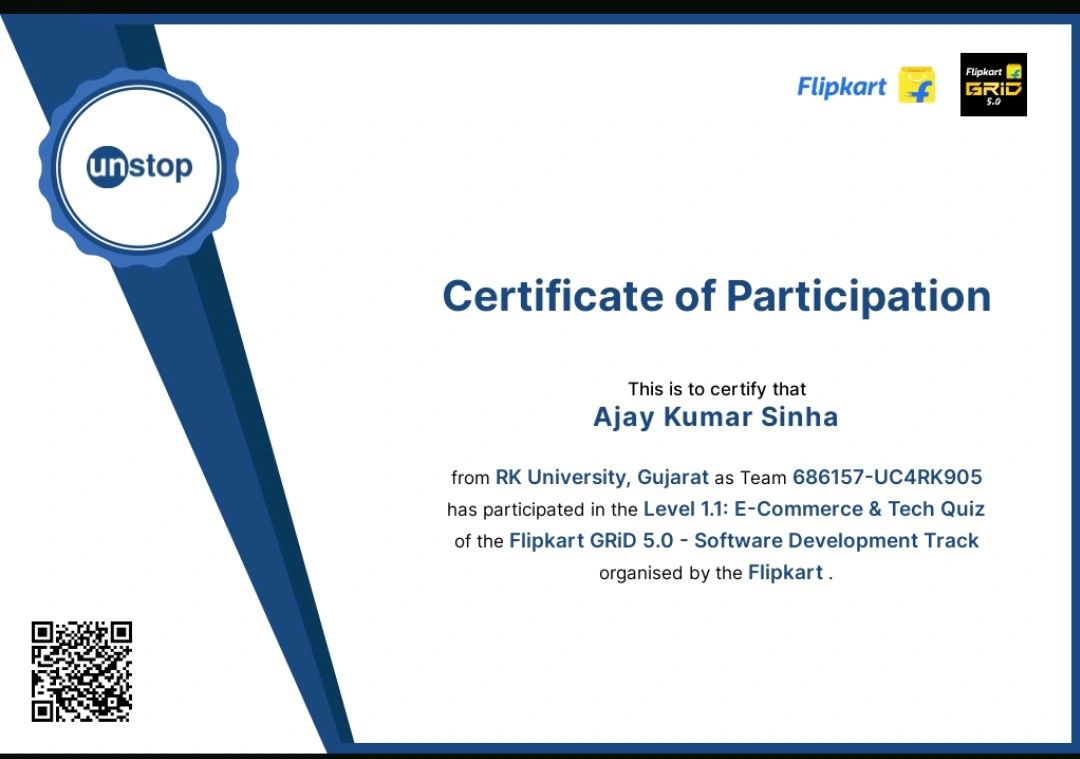 unstop
Flipkart
Flipkart
GRiD
5.0
Certificate of Participation
This is to certify that
Ajay Kumar Sinha
from RK University, Gujarat as Team 686157-UC4RK905
has participated in the Level 1.1: E-Commerce & Tech Quiz
of the Flipkart GRiD 5.0 - Software Development Track
organised by the Flipkart .